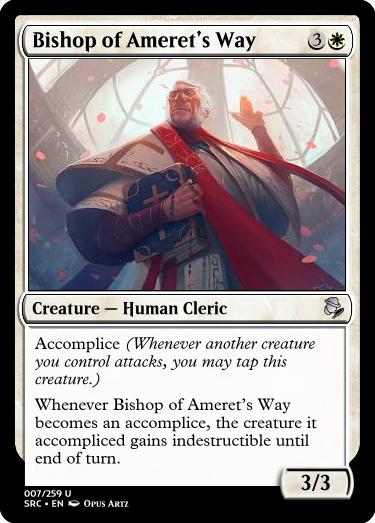 Bishop of Ameret's Way 3
Creature — Human Cleric
Accomplice (Whenever another creature
you control attacks, you may tap this
creature.)
Whenever Bishop of Ameret's Way
becomes an accomplice, the creature it
accompliced gains indestructible until
end of turn.
3/3
007/259 U
SRC • EN Opus Artz